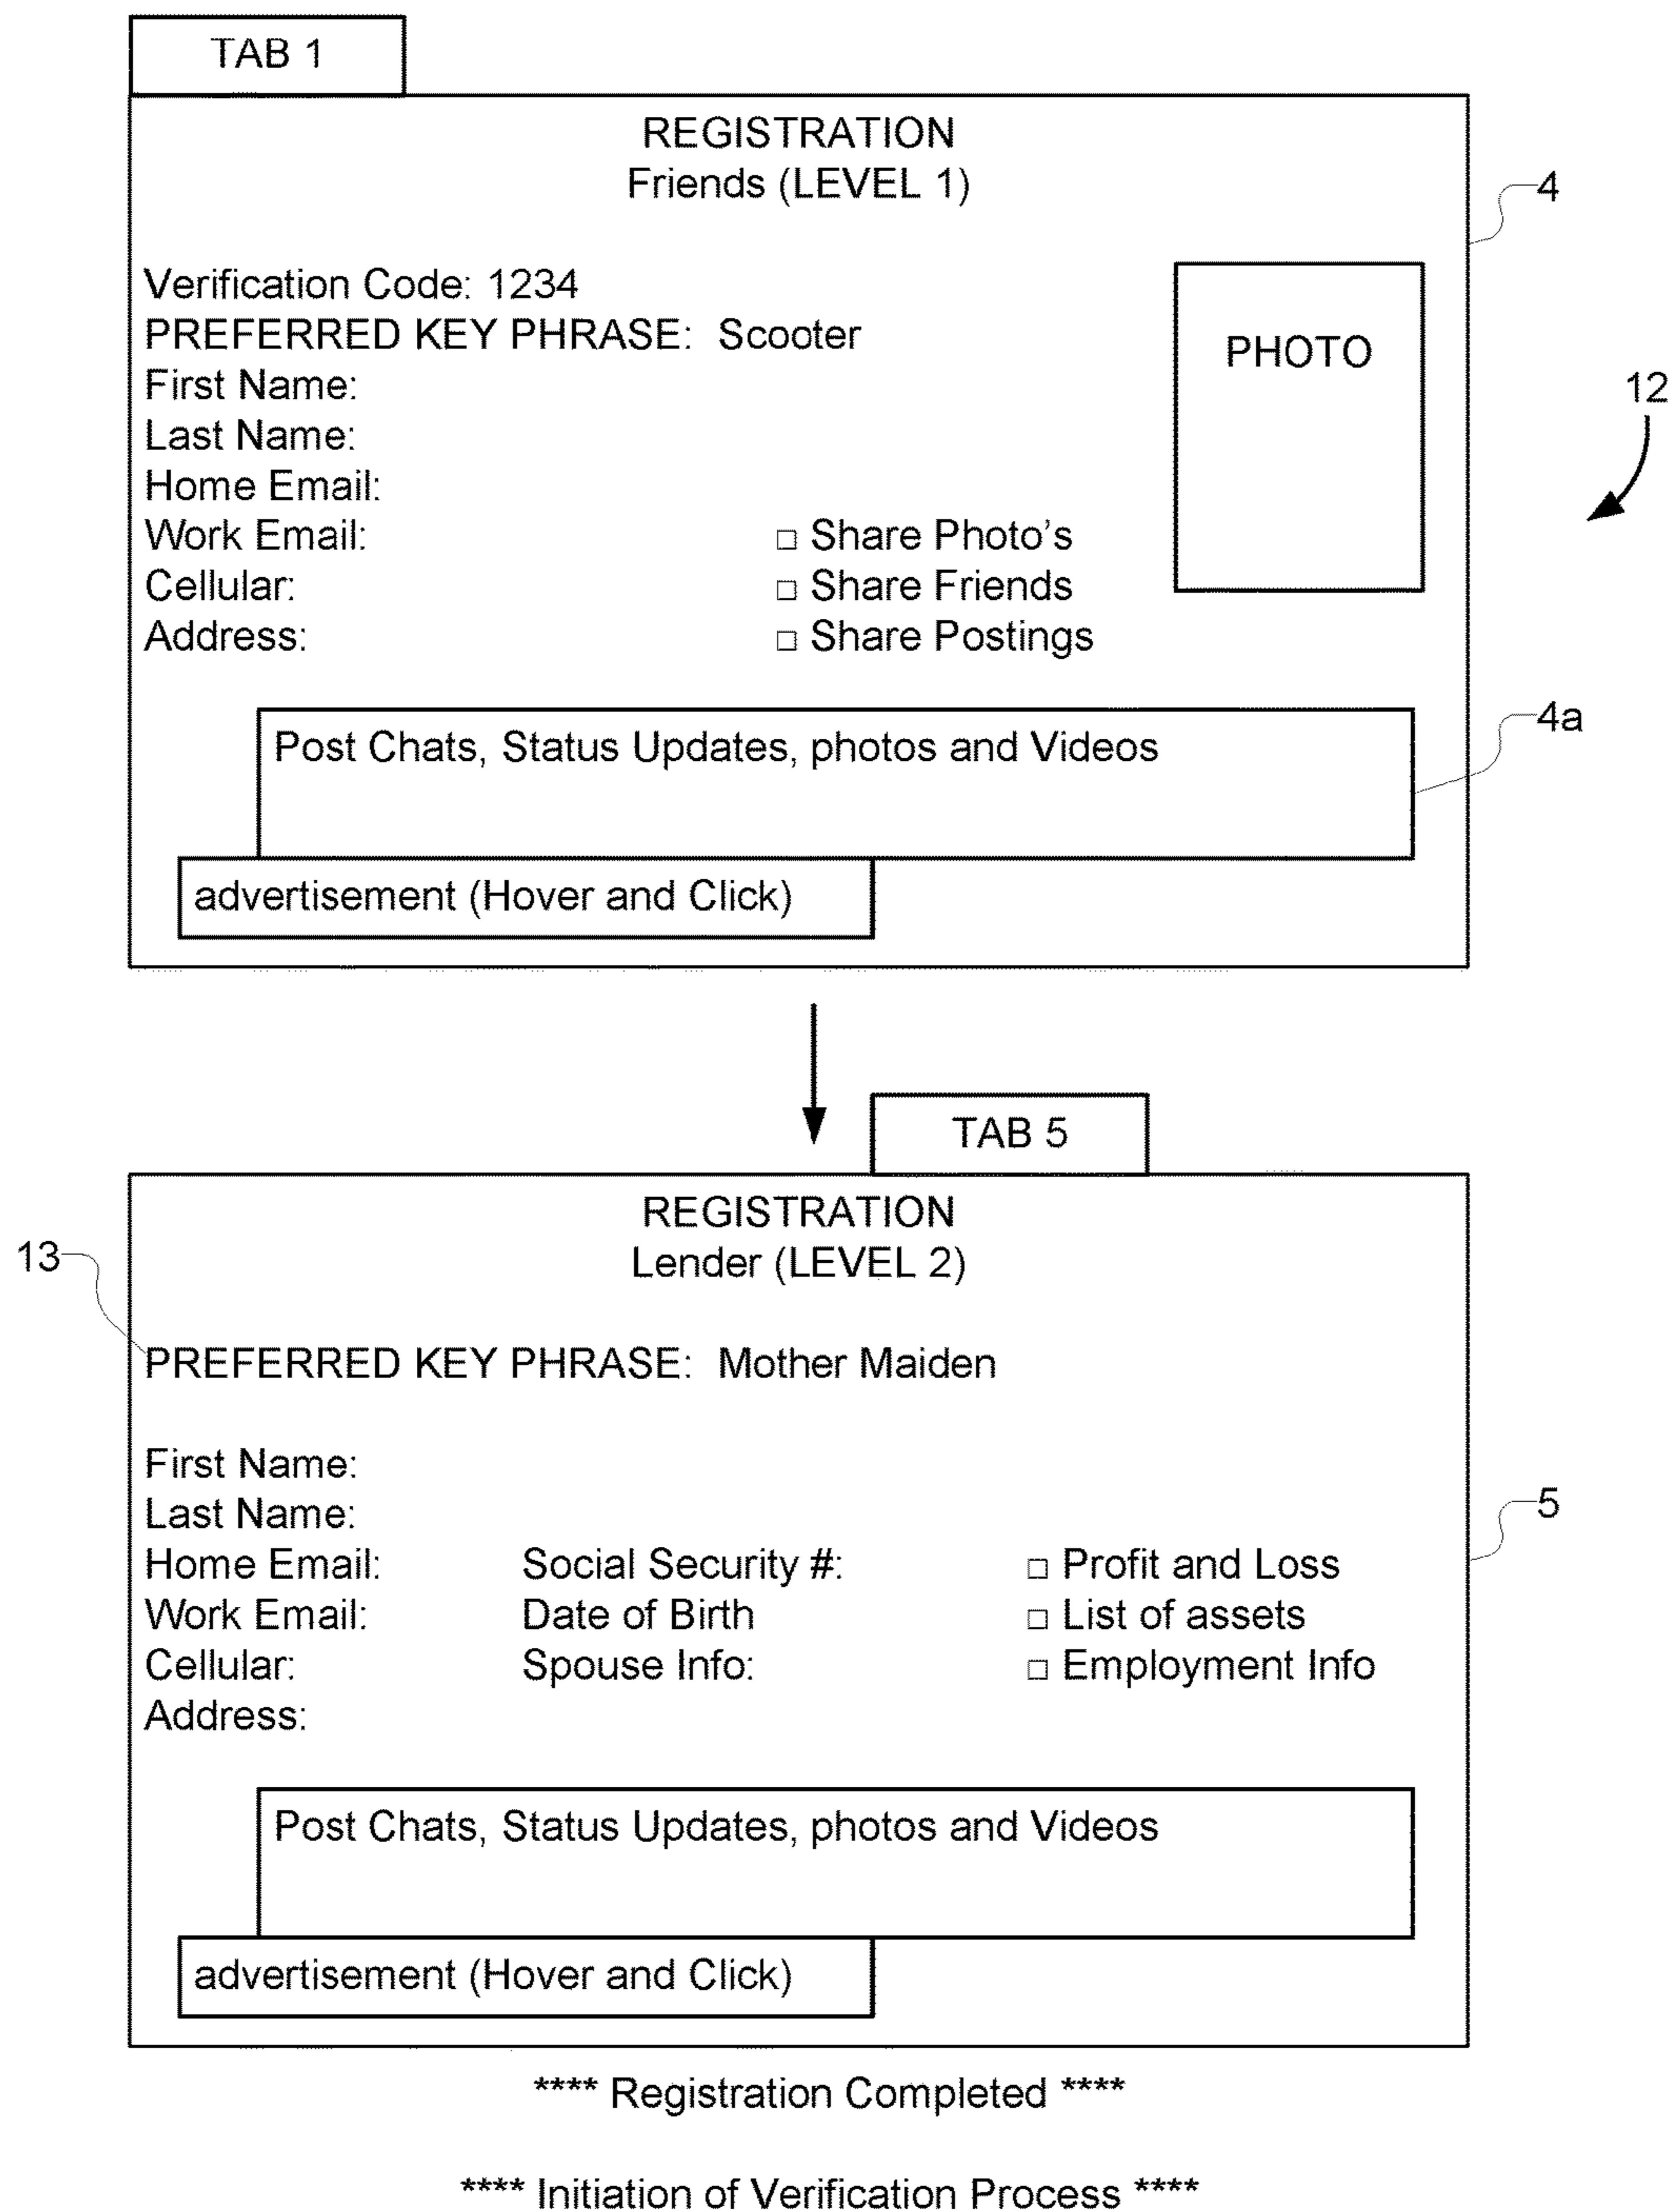 TAB 1
REGISTRATION
Friends (LEVEL 1)
4
Verification Code: 1234
PREFERRED KEY PHRASE: Scooter
PHOTO
First Name:
12
Last Name:
Home Email:
Work Email:
□ Share Photo's
Cellular:
□ Share Friends
Address:
□ Share Postings
4a
Post Chats, Status Updates, photos and Videos
advertisement (Hover and Click)
TAB 5
REGISTRATION
13
Lender (LEVEL 2)
PREFERRED KEY PHRASE: Mother Maiden
First Name:
Last Name:
5
Home Email:
Social Security #:
□ Profit and Loss
Work Email:
Date of Birth
□ List of assets
Cellular:
Spouse Info:
□ Employment Info
Address:
Post Chats, Status Updates, photos and Videos
advertisement (Hover and Click)
**** Registration Completed ****
**** Initiation of Verification Process ****